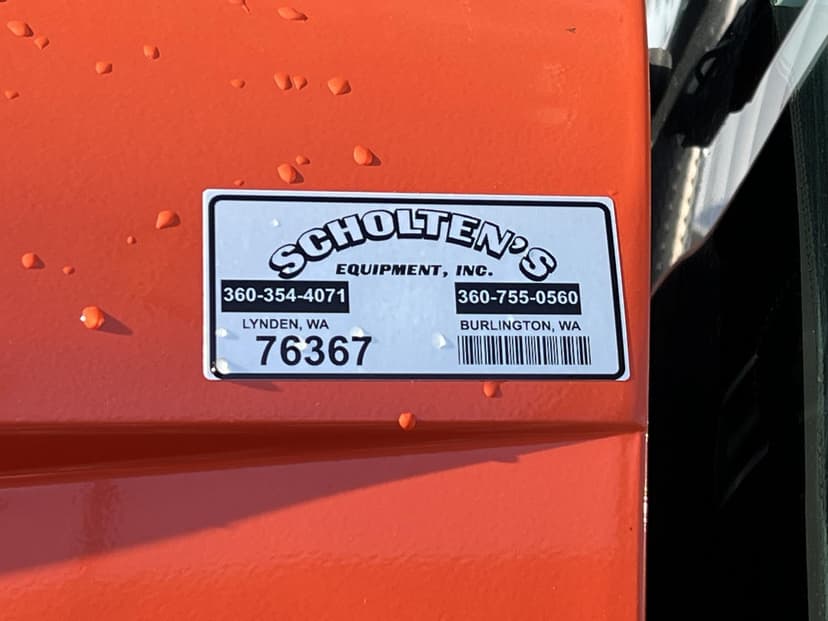 SCHOLTEN'S
EQUIPMENT, INC.
360-354-4071 360-755-0560
LYNDEN, WA BURLINGTON, WA
76367